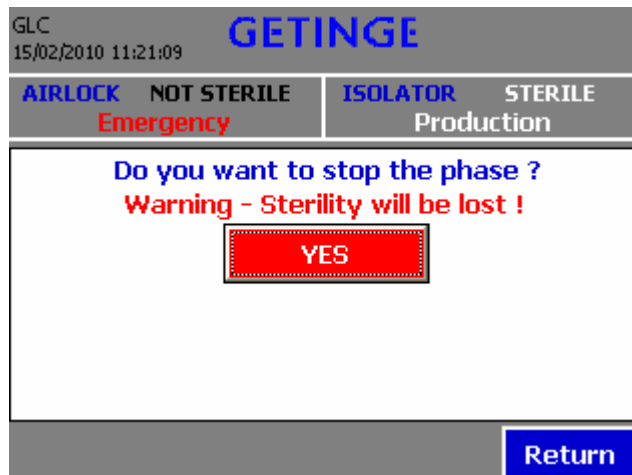 GLC
15/02/2010 11:21:09
GETINGE
AIRLOCK NOT STERILE
Emergency
ISOLATOR STERILE
Production
Do you want to stop the phase ?
Warning - Sterility will be lost !
YES
Return